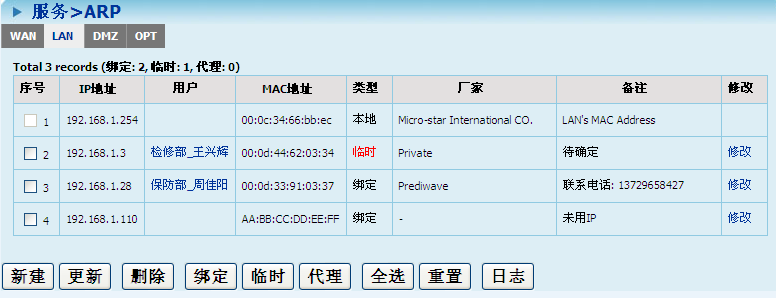 服务>ARP
WAN LAN DMZ OPT
Total 3 records (绑定: 2, 临时: 1, 代理: 0)
序号 IP地址 用户 MAC地址 类型 厂家 备注 修改
1 192.168.1.254 00:0c:34:66:bb:ec 本地 Micro-star International CO. LAN's MAC Address
2 192.168.1.3 检修部_王兴辉 00:0d:44:62:03:34 临时 Private 待确定 修改
3 192.168.1.28 保防部_周佳阳 00:0d:33:91:03:37 绑定 Prediwave 联系电话: 13729658427 修改
4 192.168.1.110 AA:BB:CC:DD:EE:FF 绑定 - 未用IP 修改
新建 更新 删除 绑定 临时 代理 全选 重置 日志